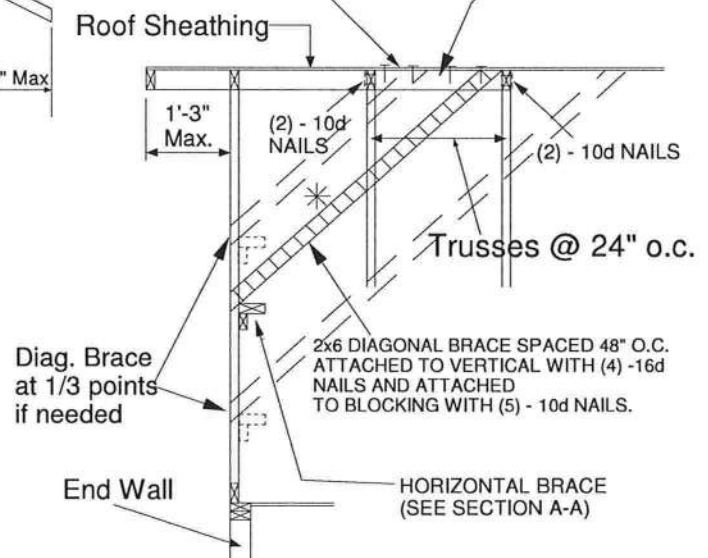 Roof Sheathing
" Max
1'-3"
Max.
(2) - 10d
NAILS
(2) - 10d NAILS
Trusses @ 24" o.c.
Diag. Brace
at 1/3 points
if needed
2x6 DIAGONAL BRACE SPACED 48" O.C.
ATTACHED TO VERTICAL WITH (4) -16d
NAILS AND ATTACHED
TO BLOCKING WITH (5) - 10d NAILS.
End Wall
HORIZONTAL BRACE
(SEE SECTION A-A)